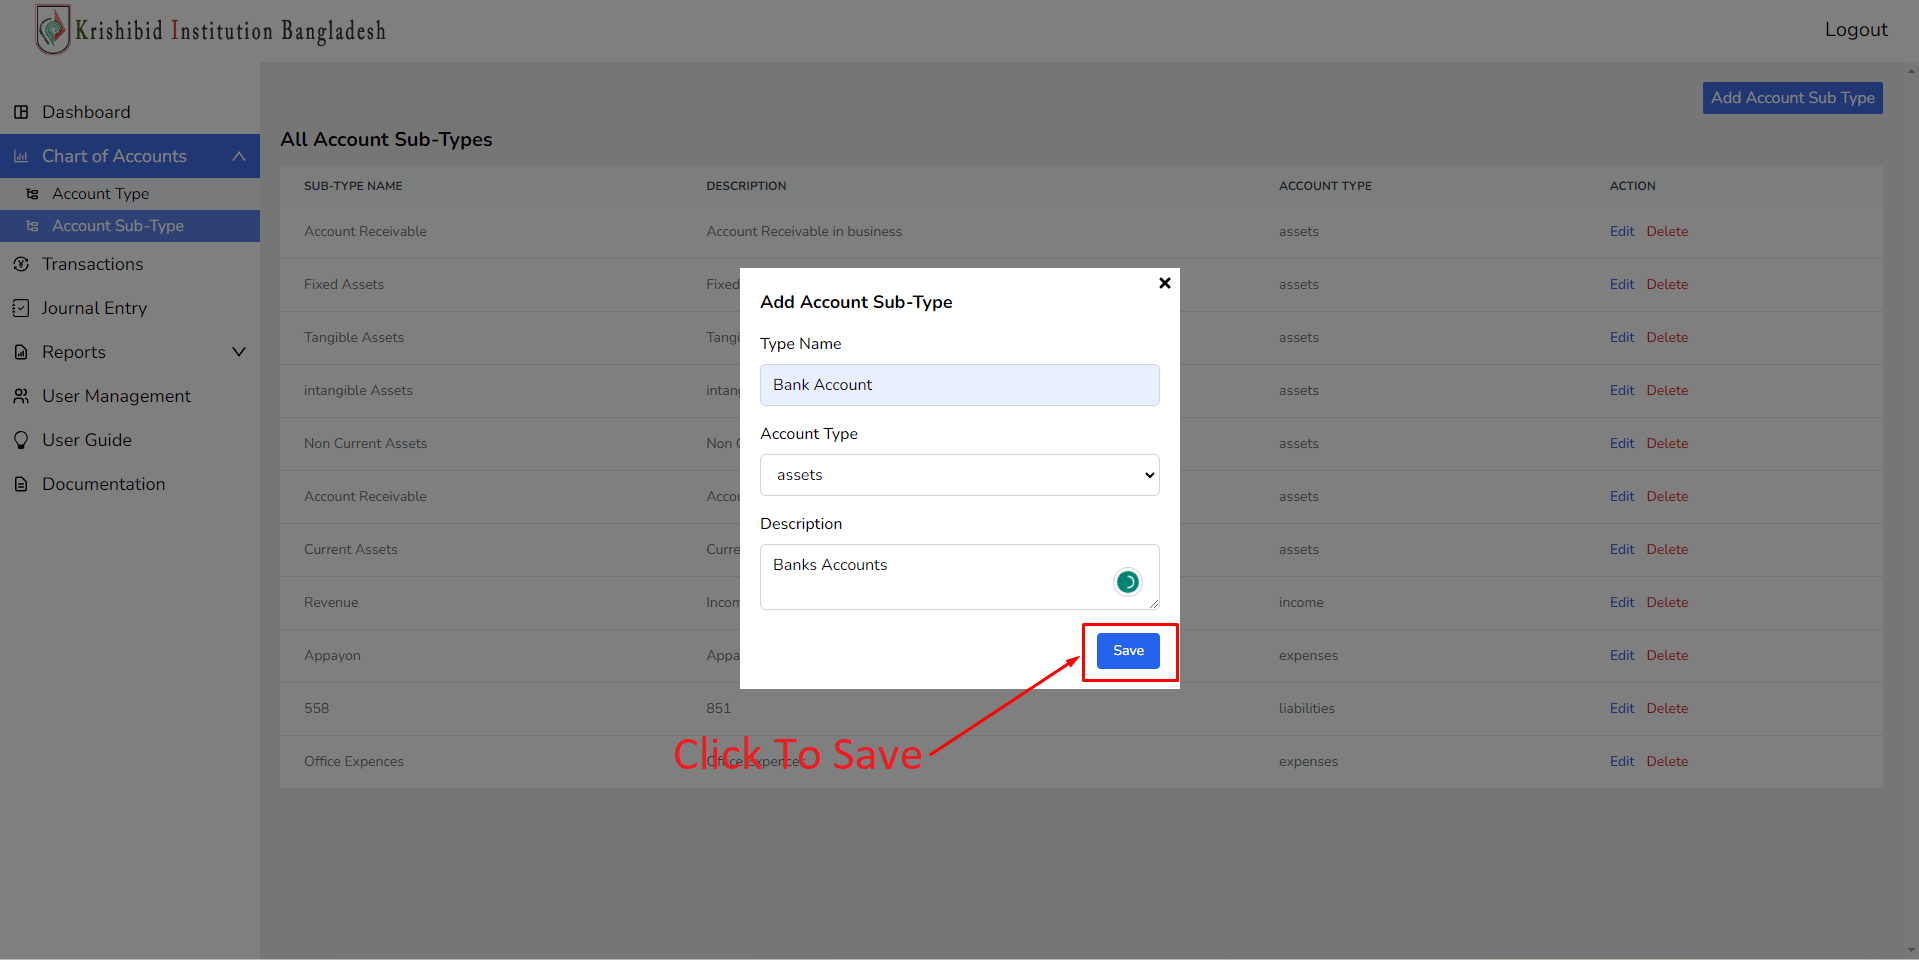 Krishibid Institution Bangladesh
Logout
Dashboard
Chart of Accounts
Account Type
Account Sub-Type
Transactions
Journal Entry
Reports
User Management
User Guide
Documentation
Add Account Sub Type
All Account Sub-Types
SUB-TYPE NAME DESCRIPTION ACCOUNT TYPE ACTION
Account Receivable Account Receivable in business assets Edit Delete
Fixed Assets Fixed assets Edit Delete
Tangible Assets Tangi assets Edit Delete
intangible Assets intang assets Edit Delete
Non Current Assets Non assets Edit Delete
Account Receivable Accou assets Edit Delete
Current Assets Curre assets Edit Delete
Revenue Incom income Edit Delete
Appayon Appa expenses Edit Delete
558 851 liabilities Edit Delete
Office Expences Office Expences expenses Edit Delete
Add Account Sub-Type
Type Name
Bank Account
Account Type
assets
Description
Banks Accounts
Save
Click To Save